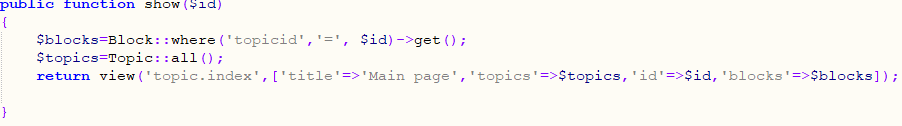 public function show($id)
{
$blocks=Block::where('topicid','=', $id)->get();
$topics=Topic::all();
return view('topic.index',['title'=>'Main page','topics'=>$topics,'id'=>$id,'blocks'=>$blocks]);
}